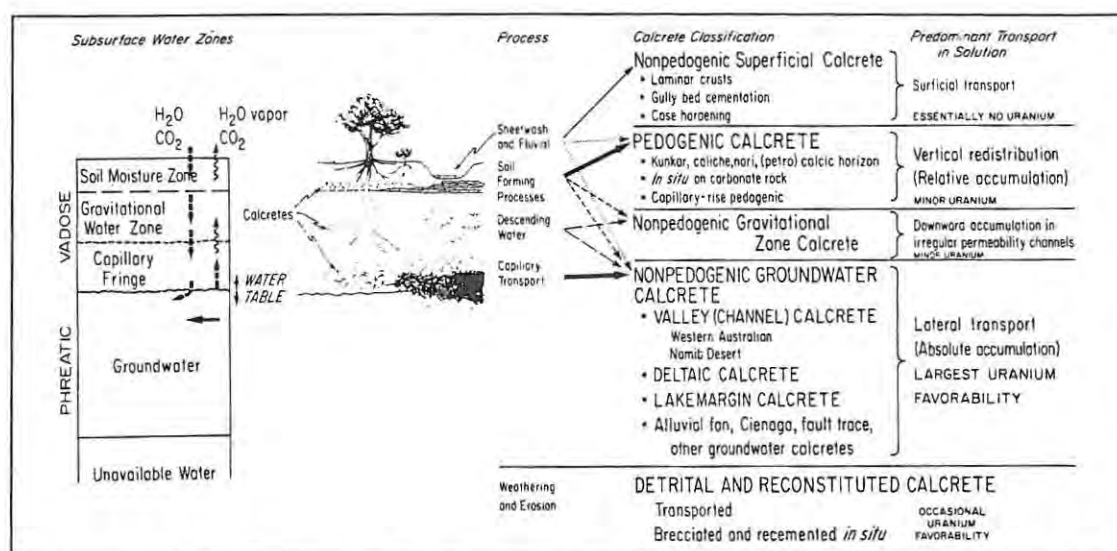 Subsurface Water Zones
H2O
CO2
H2O vapor
CO2
VADOSE
PHREATIC
Soil Moisture Zone
Gravitational
Water Zone
Capillary
Fringe
WATER
TABLE
Groundwater
Unavailable Water
Calcretes
Process
Sheetwash
and Fluvial
Soil
Forming
Processes
Descending
Water
Capillary
Transport
Weathering
and Erosion
Calcrete Classification
Nonpedogenic Superficial Calcrete
• Laminar crusts
• Gully bed cementation
• Case hardening
PEDOGENIC CALCRETE
• Kunkar, caliche, nari, (petro) calcic horizon
• In situ on carbonate rock
• Capillary-rise pedogenic
Nonpedogenic Gravitational
Zone Calcrete
NONPEDOGENIC GROUNDWATER
CALCRETE
• VALLEY (CHANNEL) CALCRETE
Western Australian
Namib Desert
• DELTAIC CALCRETE
• LAKEMARGIN CALCRETE
• Alluvial fan, Cienaga, fault trace,
other groundwater calcretes
DETRITAL AND RECONSTITUTED CALCRETE
Transported
Brecciated and recemented in situ
Predominant Transport
in Solution
Surficial transport
ESSENTIALLY NO URANIUM
Vertical redistribution
(Relative accumulation)
MINOR URANIUM
Downward accumulation in
irregular permeability channels
MINOR URANIUM
Lateral transport
(Absolute accumulation)
LARGEST URANIUM
FAVORABILITY
OCCASIONAL
URANIUM
FAVORABILITY